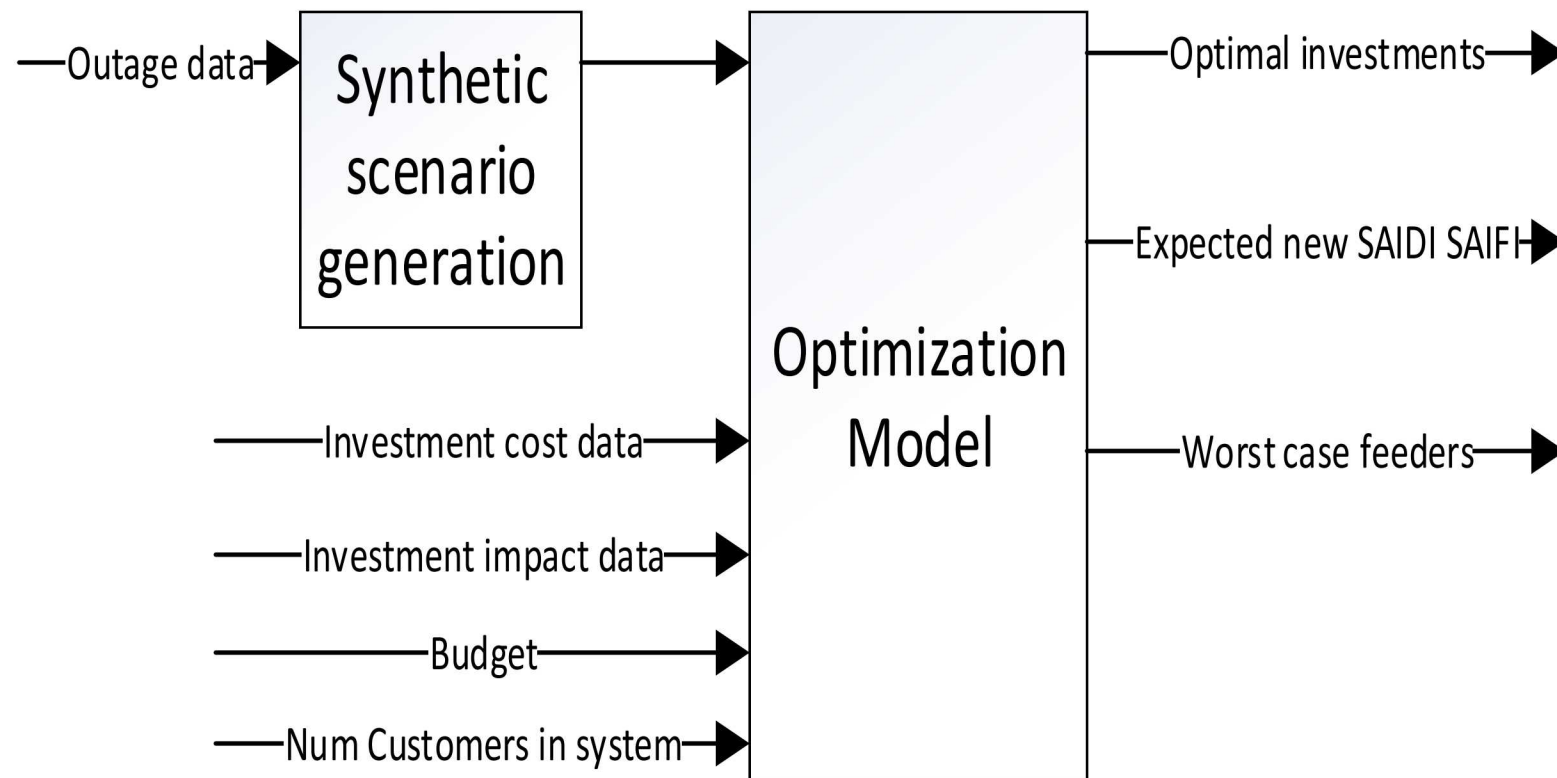 Outage data
Synthetic
scenario
generation
Investment cost data
Investment impact data
Budget
Num Customers in system
Optimization
Model
Optimal investments
Expected new SAIDI SAIFI
Worst case feeders